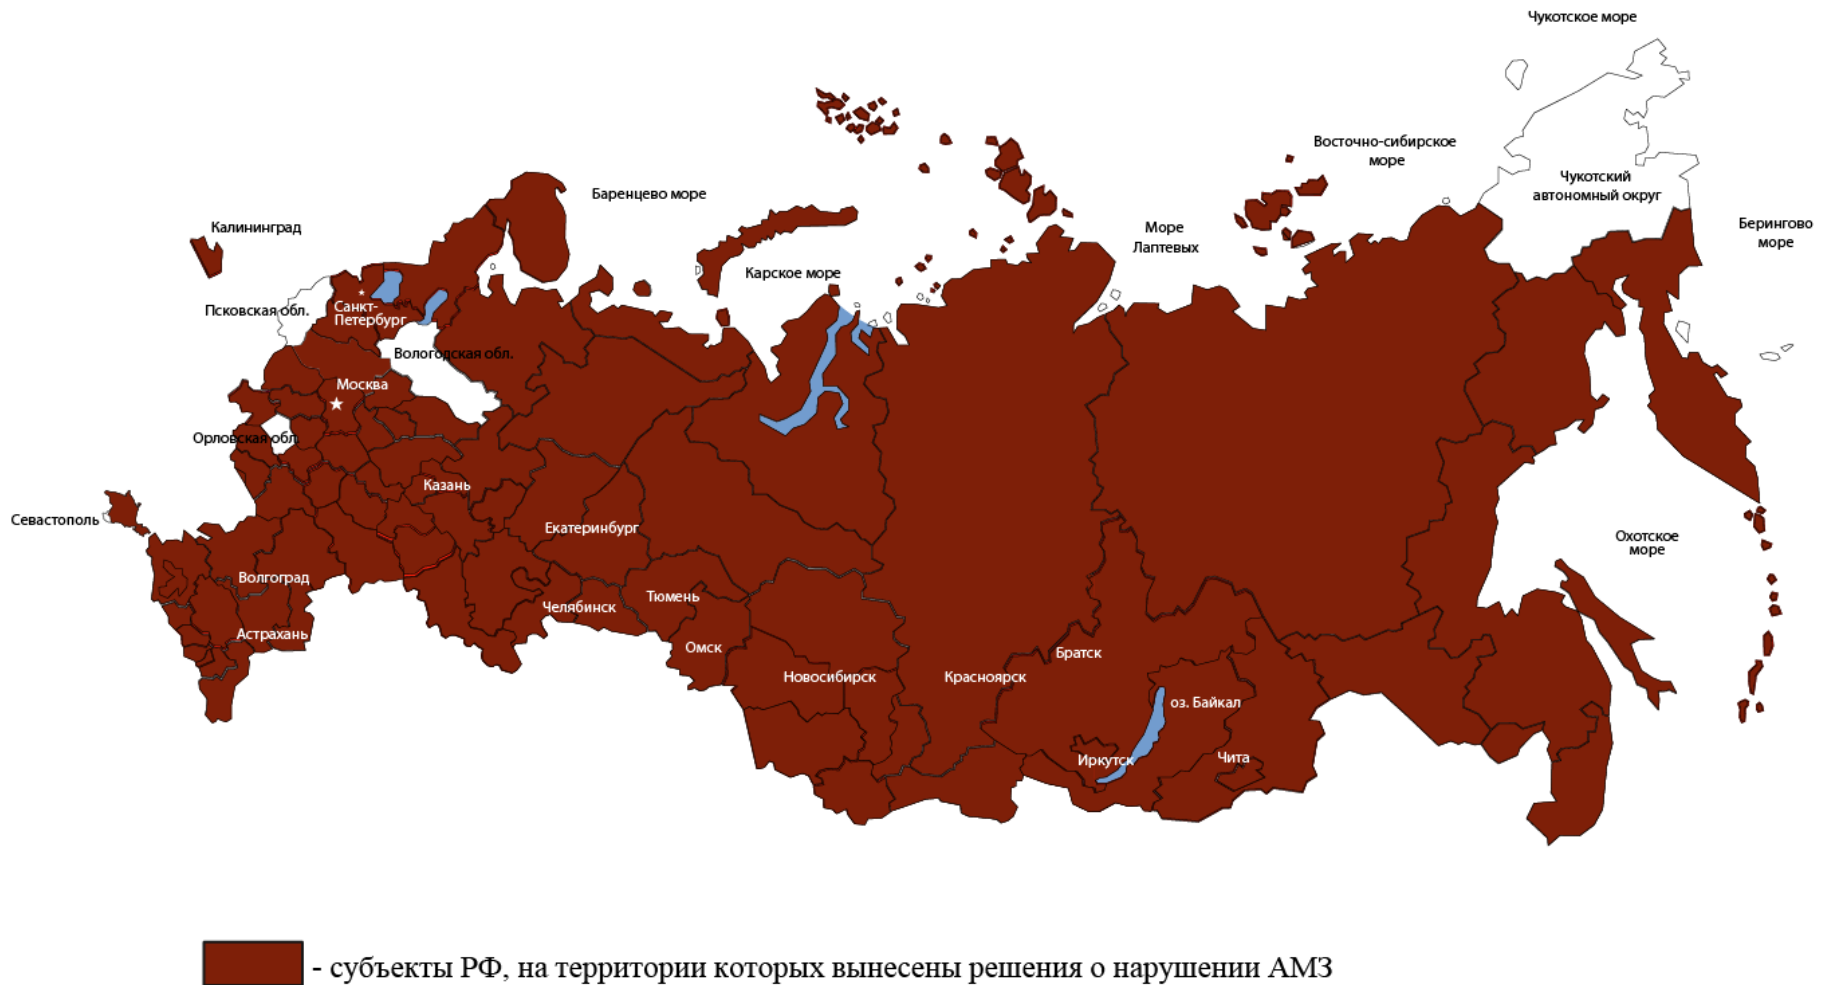 Чукотское море
Восточно-сибирское
море
Чукотский
автономный округ
Баренцево море
Калининград
Море
Лаптевых
Берингово
море
Карское море
Псковская обл.
Санкт-
Петербург
Вологодская обл.
Москва
Орловская обл.
Казань
Севастополь
Екатеринбург
Охотское
море
Волгоград
Тюмень
Челябинск
Астрахань
Омск
Братск
Новосибирск
Красноярск
оз. Байкал
Иркутск
Чита
- субъекты РФ, на территории которых вынесены решения о нарушении АМЗ